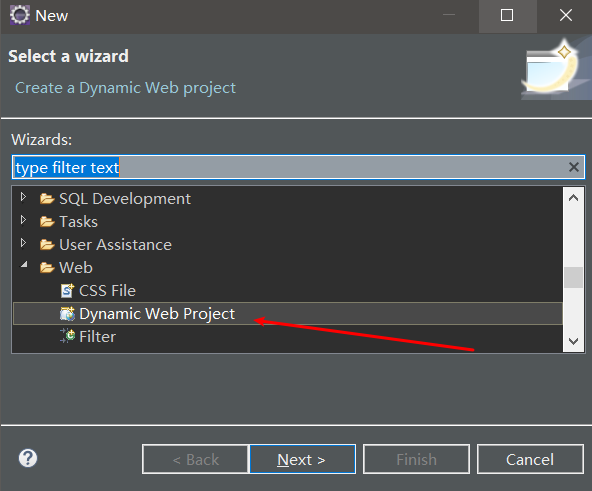 New
Select a wizard
Create a Dynamic Web project
Wizards:
type filter text
SQL Development
Tasks
User Assistance
Web
CSS File
Dynamic Web Project
Filter
< Back
Next >
Finish
Cancel